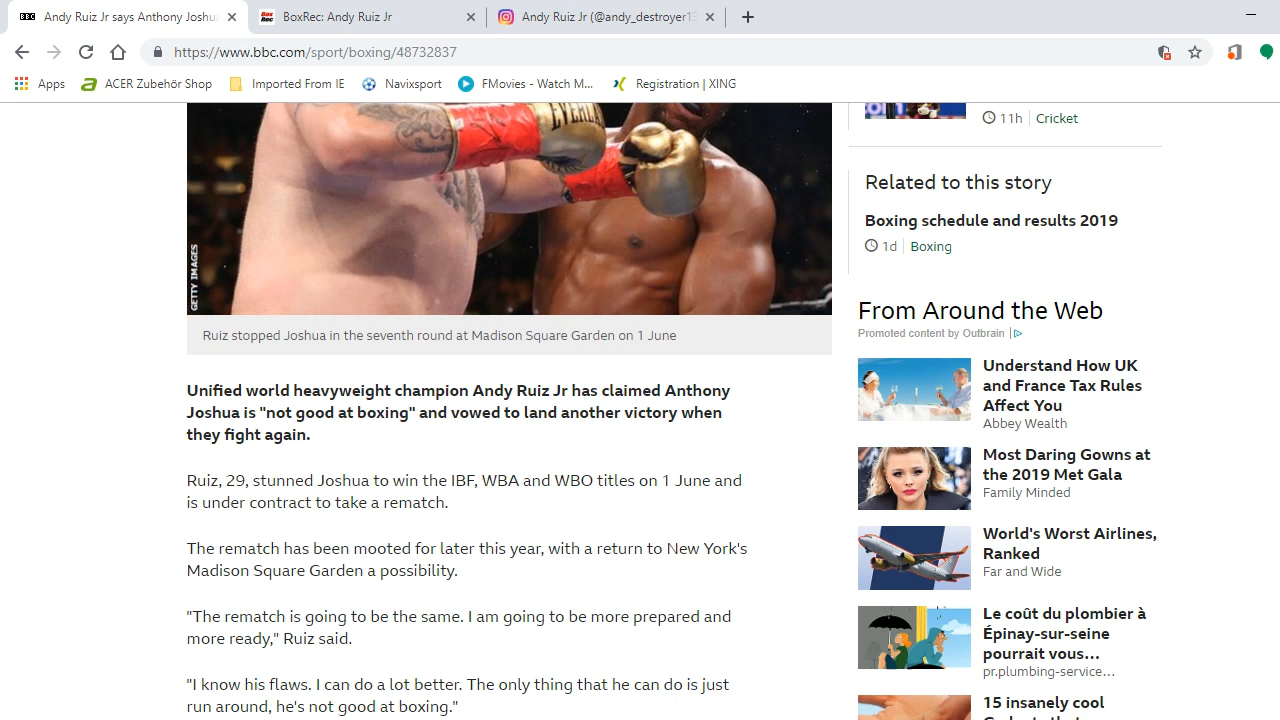 BBC Andy Ruiz Jr says Anthony Joshua
Box Rec BoxRec: Andy Ruiz Jr
Andy Ruiz Jr (@andy_destroyer13
https://www.bbc.com/sport/boxing/48732837
Apps
ACER Zubehör Shop
Imported From IE
Navixsport
FMovies - Watch M...
Registration | XING
EVERLA
GETTY IMAGES
Ruiz stopped Joshua in the seventh round at Madison Square Garden on 1 June
Unified world heavyweight champion Andy Ruiz Jr has claimed Anthony
Joshua is "not good at boxing" and vowed to land another victory when
they fight again.
Ruiz, 29, stunned Joshua to win the IBF, WBA and WBO titles on 1 June and
is under contract to take a rematch.
The rematch has been mooted for later this year, with a return to New York's
Madison Square Garden a possibility.
"The rematch is going to be the same. I am going to be more prepared and
more ready," Ruiz said.
"I know his flaws. I can do a lot better. The only thing that he can do is just
run around, he's not good at boxing."
11h Cricket
Related to this story
Boxing schedule and results 2019
1d Boxing
From Around the Web
Promoted content by Outbrain
Understand How UK
and France Tax Rules
Affect You
Abbey Wealth
Most Daring Gowns at
the 2019 Met Gala
Family Minded
World's Worst Airlines,
Ranked
Far and Wide
Le coût du plombier à
Épinay-sur-seine
pourrait vous...
pr.plumbing-service...
15 insanely cool